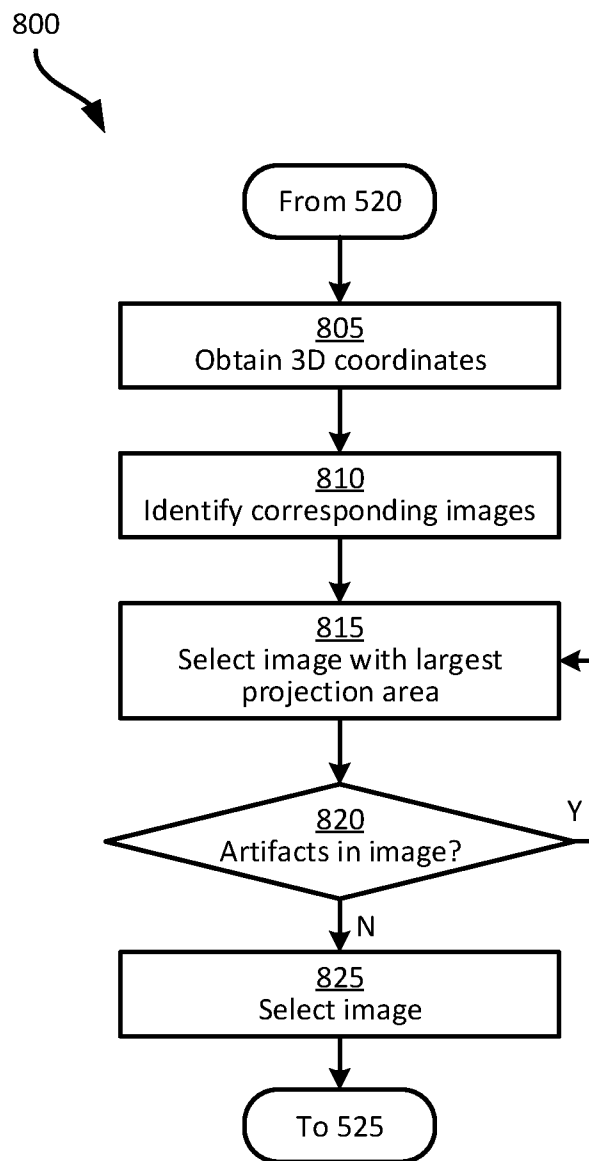 800
From 520
805
Obtain 3D coordinates
810
Identify corresponding images
815
Select image with largest
projection area
820
Artifacts in image?
Y
N
825
Select image
To 525